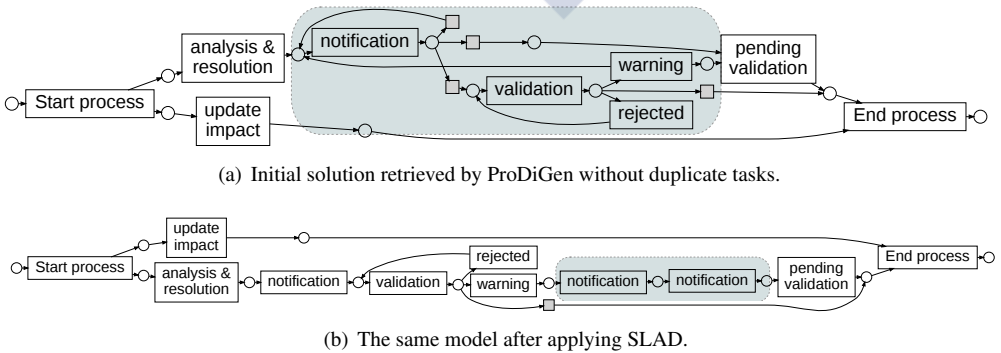 analysis &
resolution
notification
pending
validation
warning
Start process
validation
update
impact
rejected
End process
(a) Initial solution retrieved by ProDiGen without duplicate tasks.
update
impact
rejected
End process
Start process
analysis &
resolution
notification
validation
warning
notification
notification
pending
validation
(b) The same model after applying SLAD.